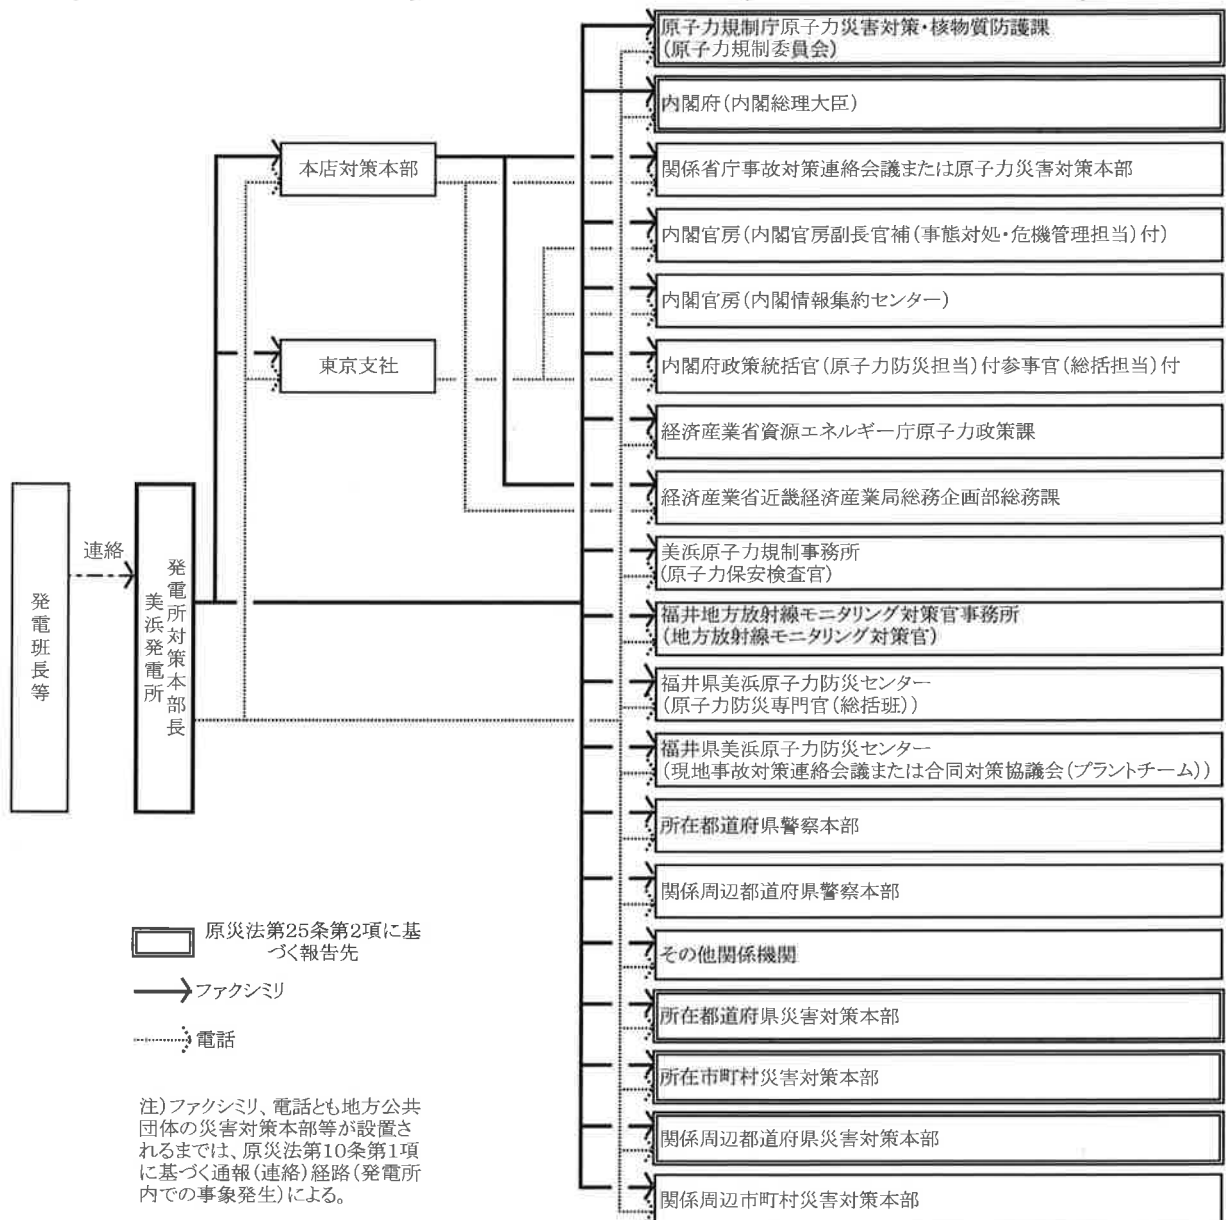 原子力規制庁原子力災害対策・核物質防護課
(原子力規制委員会)
内閣府(内閣総理大臣)
本店対策本部
関係省庁事故対策連絡会議または原子力災害対策本部
内閣官房(内閣官房副長官補(事態対処・危機管理担当)付)
内閣官房(内閣情報集約センター)
東京支社
内閣府政策統括官(原子力防災担当)付参事官(総括担当)付
経済産業省資源エネルギー庁原子力政策課
経済産業省近畿経済産業局総務企画部総務課
発電班長等
連絡
発電所対策本部長
美浜発電所
美浜原子力規制事務所
(原子力保安検査官)
福井地方放射線モニタリング対策官事務所
(地方放射線モニタリング対策官)
福井県美浜原子力防災センター
(原子力防災専門官(総括班))
福井県美浜原子力防災センター
(現地事故対策連絡会議または合同対策協議会(プラントチーム))
所在都道府県警察本部
関係周辺都道府県警察本部
その他関係機関
所在都道府県災害対策本部
所在市町村災害対策本部
関係周辺都道府県災害対策本部
関係周辺市町村災害対策本部
原災法第25条第2項に基
づく報告先
ファクシミリ
電話
注)ファクシミリ、電話とも地方公共
団体の災害対策本部等が設置さ
れるまでは、原災法第10条第1項
に基づく通報(連絡)経路(発電所
内での事象発生)による。